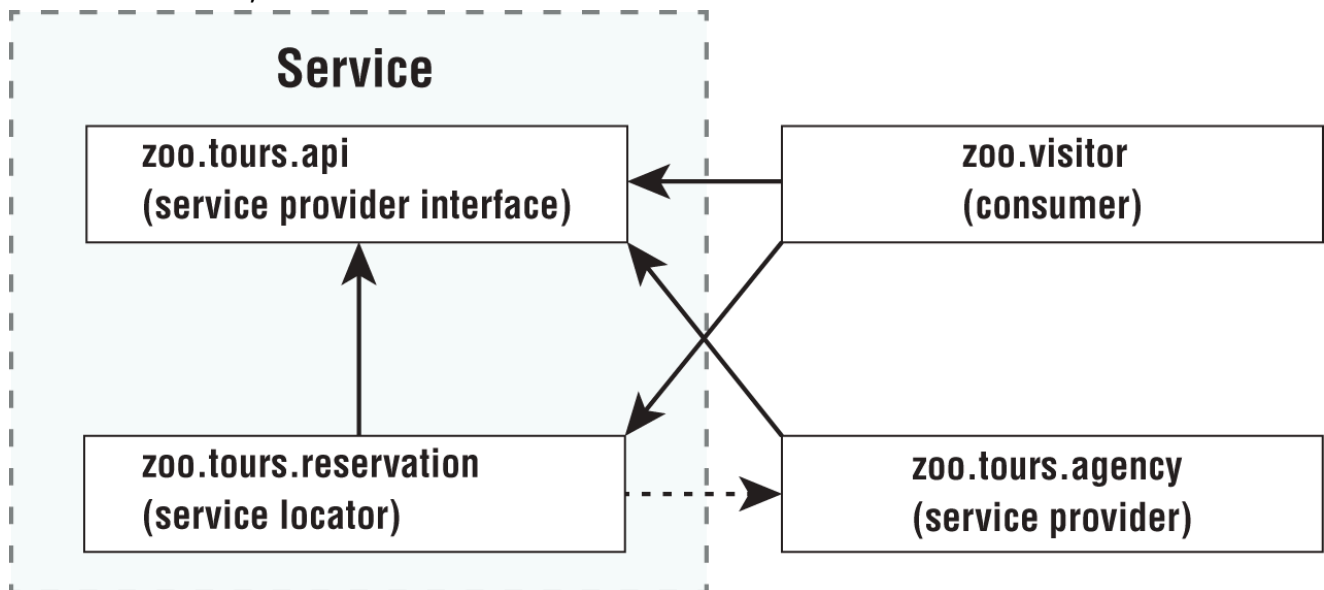 Service
zoo.tours.api
(service provider interface)
zoo.visitor
(consumer)
zoo.tours.reservation
(service locator)
zoo.tours.agency
(service provider)